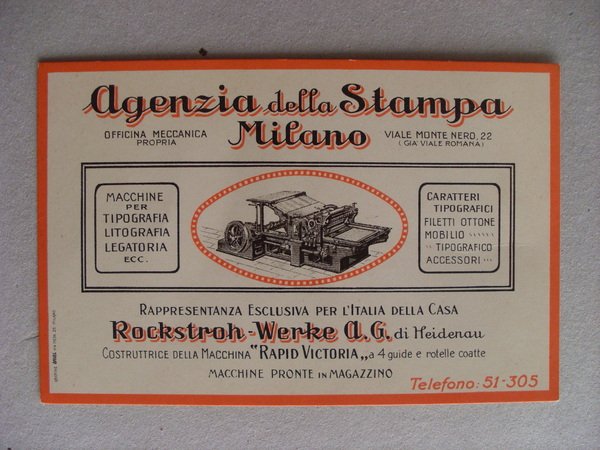 Agenzia della Stampa
Milano
OFFICINA MECCANICA
PROPRIA
VIALE MONTE NERO, 22
(GIA' VIALE ROMANA)
MACCHINE
PER
TIPOGRAFIA
LITOGRAFIA
LEGATORIA
ECC.
CARATTERI
TIPOGRAFICI
FILETTI OTTONE
MOBILIO
" TIPOGRAFICO
ACCESSORI
RAPPRESENTANZA ESCLUSIVA PER L'ITALIA DELLA CASA
Rockstroh-Werke A.G. di Heidenau
COSTRUTTRICE DELLA MACCHINA "RAPID VICTORIA„ a 4 guide e rotelle coatte
MACCHINE PRONTE IN MAGAZZINO
Telefono: 51-305